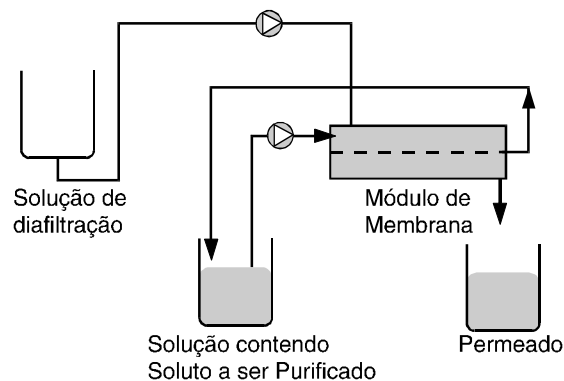 Solução de
diafiltração
Módulo de
Membrana
Solução contendo
Soluto a ser Purificado
Permeado